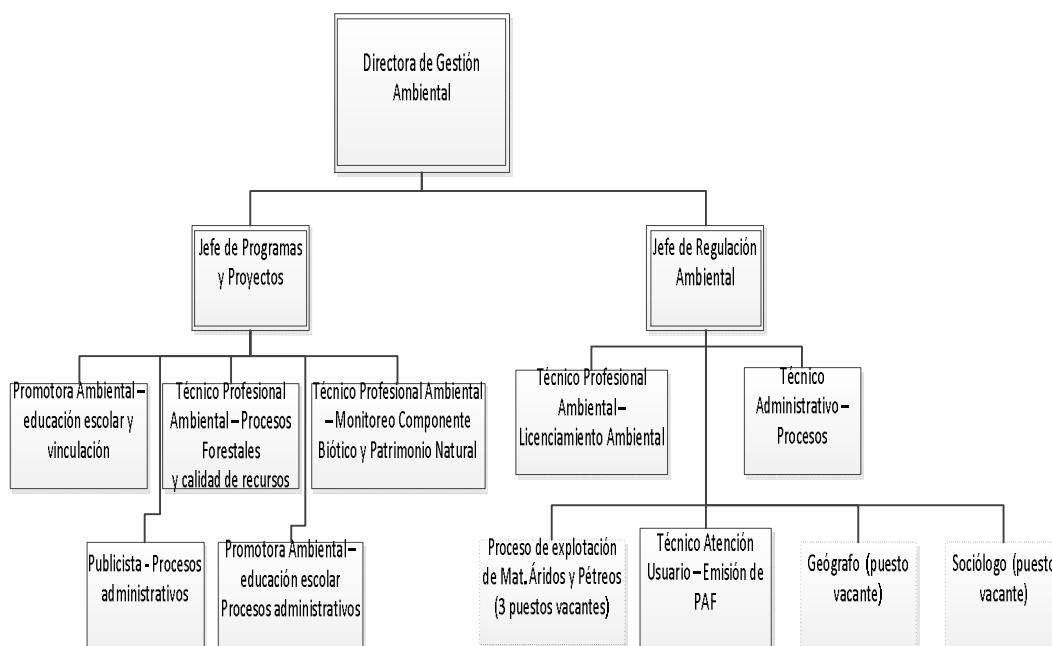 Directora de Gestión
Ambiental
Jefe de Programas
y Proyectos
Jefe de Regulación
Ambiental
Promotora Ambiental –
educación escolar y
vinculación
Técnico Profesional
Ambiental – Procesos
Forestales
y calidad de recursos
Técnico Profesional Ambiental
– Monitoreo Componente
Biótico y Patrimonio Natural
Técnico Profesional
Ambiental –
Licenciamiento Ambiental
Técnico
Administrativo –
Procesos
Publicista - Procesos
administrativos
Promotora Ambiental –
educación escolar
Procesos administrativos
Proceso de explotación
de Mat. Áridos y Pétreos
(3 puestos vacantes)
Técnico Atención
Usuario – Emisión de
PAF
Geógrafo (puesto
vacante)
Sociólogo (puesto
vacante)